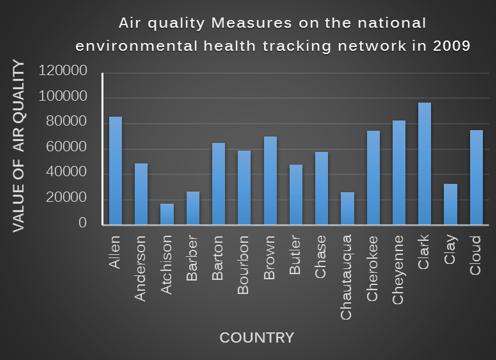 Air quality Measures on the national
environmental health tracking network in 2009
VALUE OF AIR QUALITY
120000
100000
80000
60000
40000
20000
0
Allen
Anderson
Atchison
Barber
Barton
Bourbon
Brown
Butler
Chase
Chautauqua
Cherokee
Cheyenne
Clark
Clay
Cloud
COUNTRY